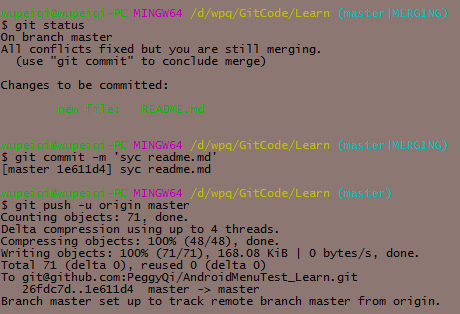 wupeiqi@wupeiqi-PC MINGW64 /d/wpq/GitCode/Learn (master|MERGING)
$ git status
On branch master
All conflicts fixed but you are still merging.
  (use "git commit" to conclude merge)

Changes to be committed:

        new file:   README.md

wupeiqi@wupeiqi-PC MINGW64 /d/wpq/GitCode/Learn (master|MERGING)
$ git commit -m 'syc readme.md'
[master 1e611d4] syc readme.md

wupeiqi@wupeiqi-PC MINGW64 /d/wpq/GitCode/Learn (master)
$ git push -u origin master
Counting objects: 71, done.
Delta compression using up to 4 threads.
Compressing objects: 100% (48/48), done.
Writing objects: 100% (71/71), 168.08 KiB | 0 bytes/s, done.
Total 71 (delta 0), reused 0 (delta 0)
To git@github.com:PeggyQi/AndroidMenuTest_Learn.git
   26fdc7d..1e611d4  master -> master
Branch master set up to track remote branch master from origin.